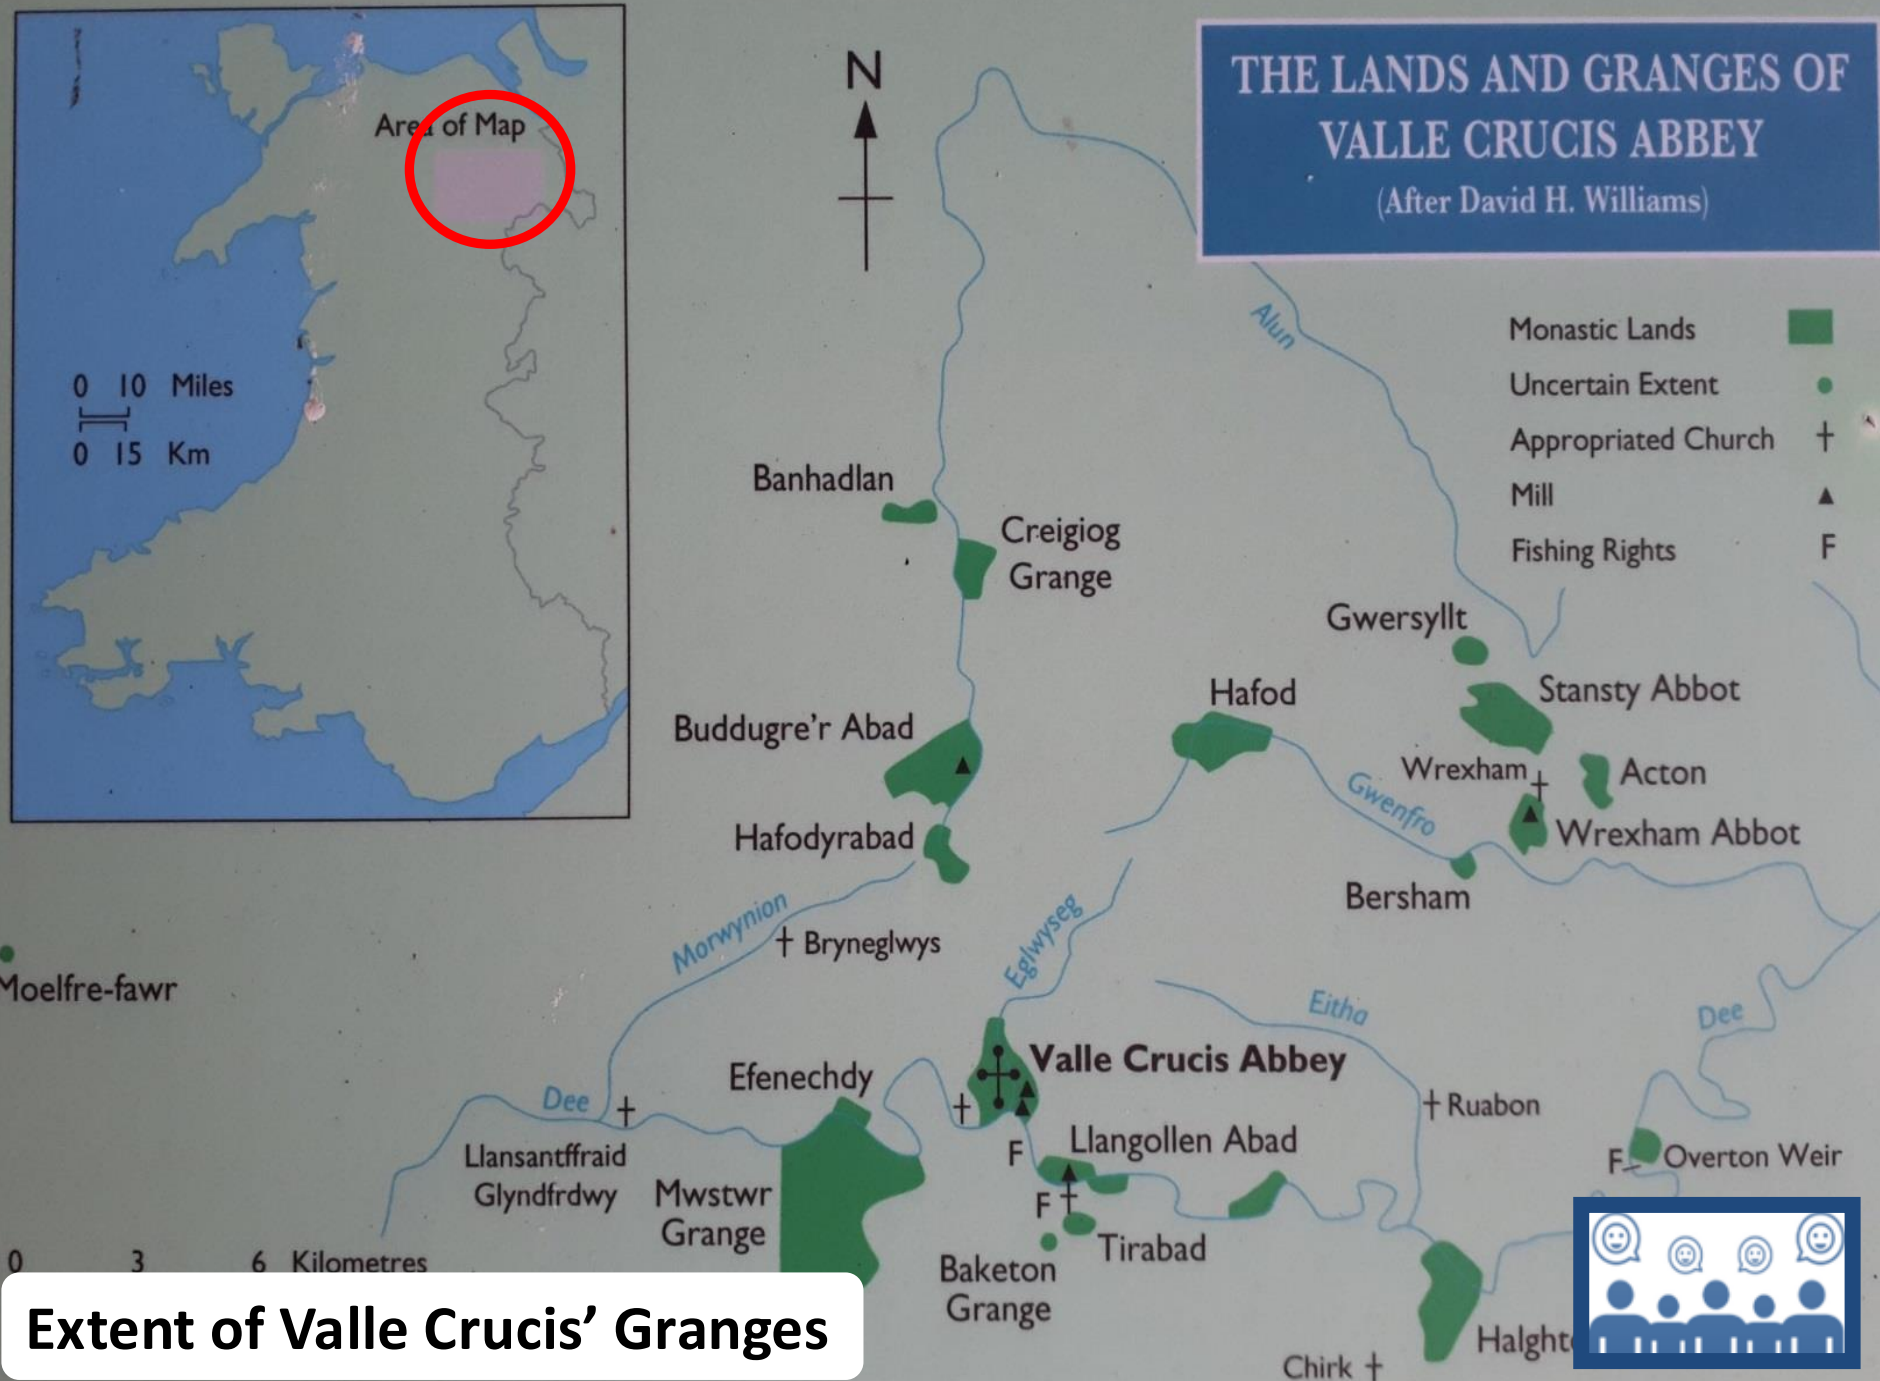 THE LANDS AND GRANGES OF
VALLE CRUCIS ABBEY
(After David H. Williams)
N
Area of Map
0 10 Miles
0 15 Km
Alun
Monastic Lands
Uncertain Extent
Appropriated Church
Mill
Fishing Rights F
Banhadlan
Creigiog
Grange
Gwersyllt
Stansty Abbot
Hafod
Buddugre'r Abad
Wrexham
Acton
Gwenfro
Wrexham Abbot
Hafodyrabad
Bersham
Morwynion
Bryneglwys
Eglwyseg
Moelfre-fawr
Eitha
Dee
Valle Crucis Abbey
Efenechdy
Dee
Ruabon
Llangollen Abad
F
Llansantffraid
Glyndfrdwy
Mwstwr
Grange
F
Overton Weir
F
Tirabad
Baketon
Grange
0 3 6 Kilometres
Chirk
Extent of Valle Crucis’ Granges